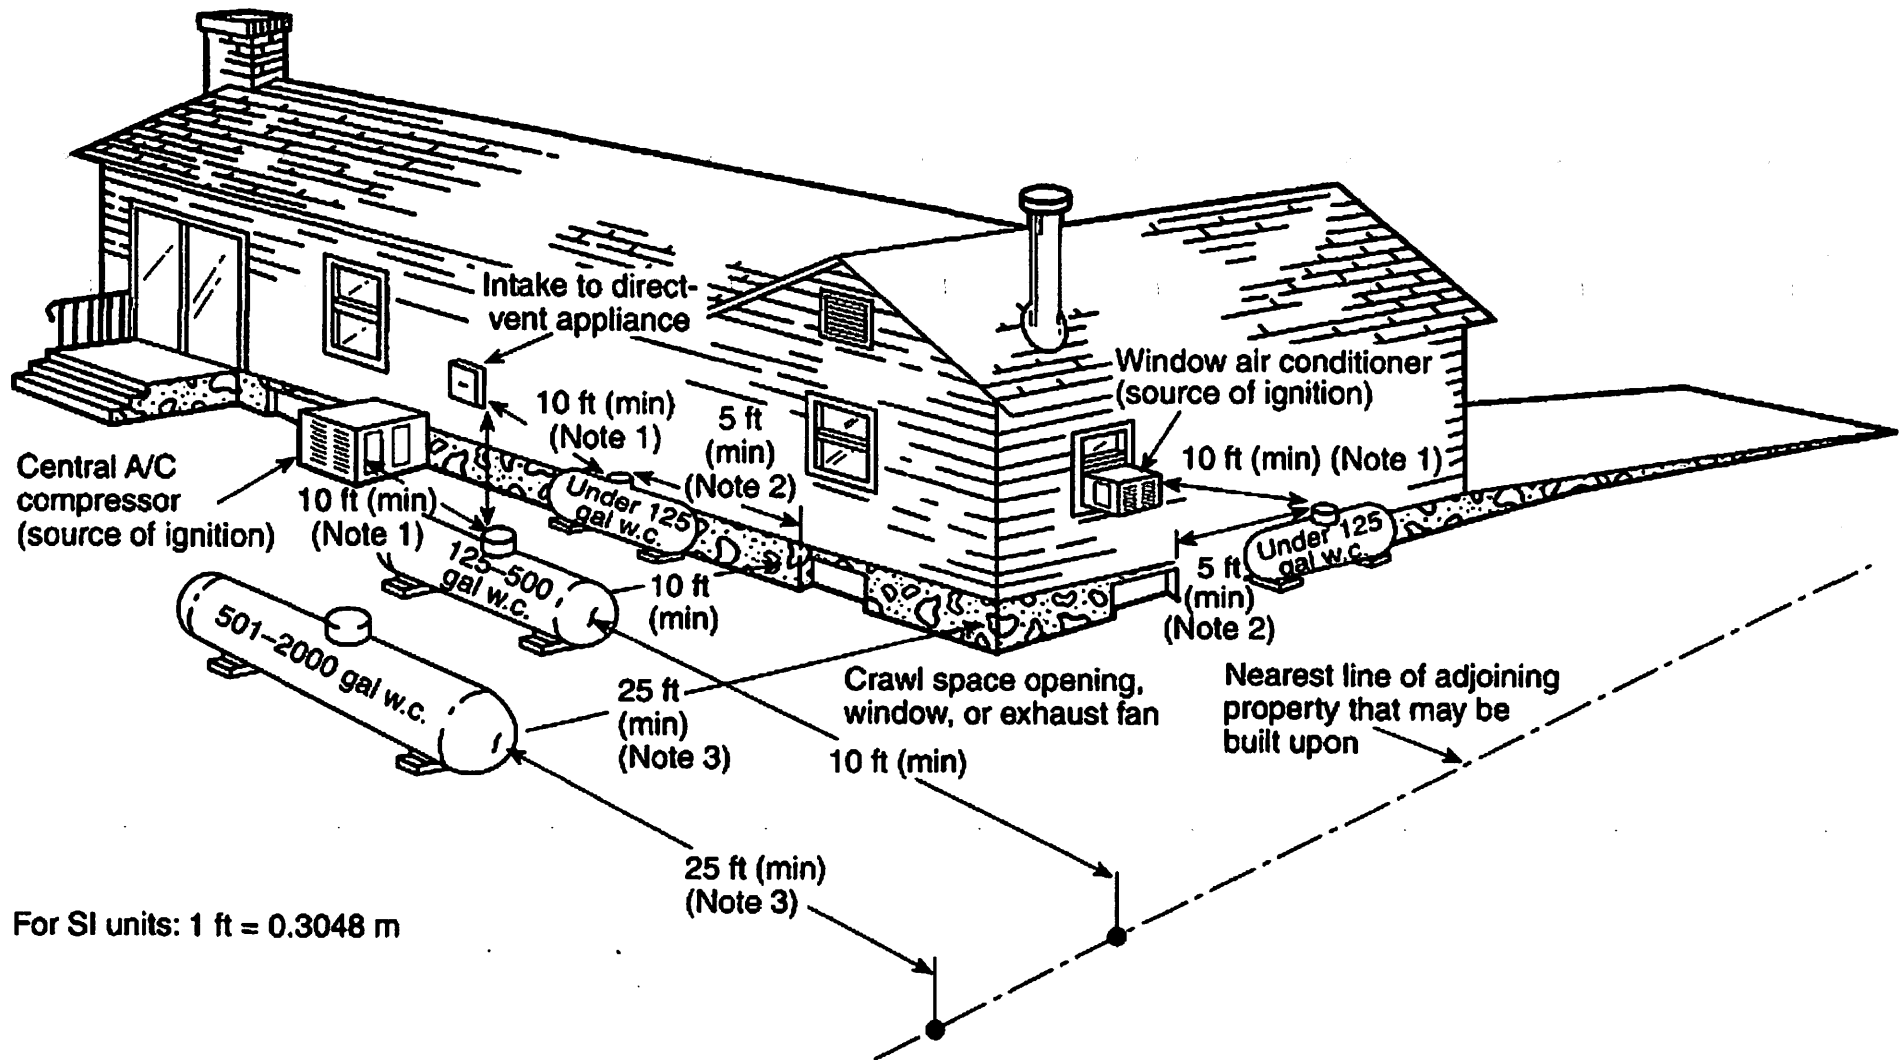 Intake to direct-
vent appliance
Window air conditioner
(source of ignition)
10 ft (min)
(Note 1)
5 ft
(min)
(Note 2)
10 ft (min) (Note 1)
Central A/C
compressor
(source of ignition)
10 ft (min)
(Note 1)
Under 125
gal w.c.
Under 125
gal w.c.
125–500
gal w.c.
10 ft
(min)
5 ft
(min)
(Note 2)
501–2000 gal w.c.
25 ft
(min)
(Note 3)
Crawl space opening,
window, or exhaust fan
Nearest line of adjoining
property that may be
built upon
10 ft (min)
25 ft (min)
(Note 3)
For SI units: 1 ft = 0.3048 m